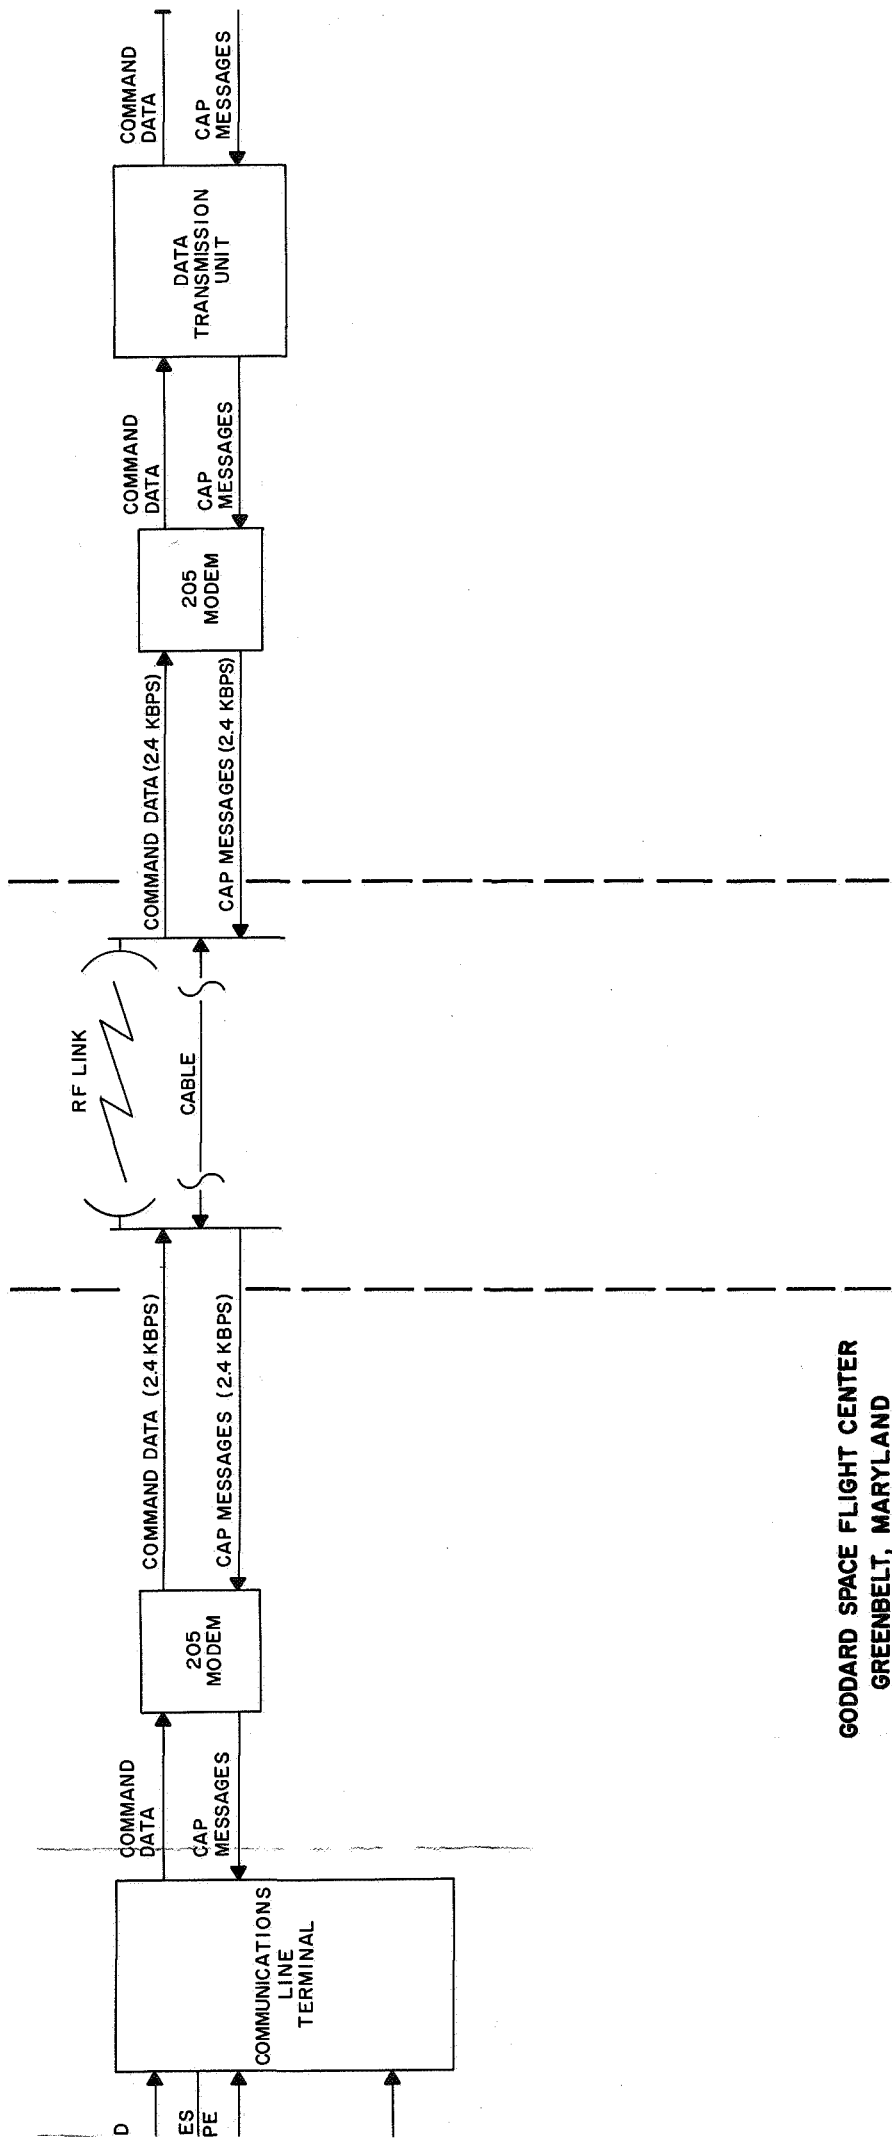 D
ES
PE
COMMUNICATIONS
LINE
TERMINAL
COMMAND
DATA
CAP
MESSAGES
205
MODEM
COMMAND DATA (2.4 KBPS)
CAP MESSAGES (2.4 KBPS)
RF LINK
CABLE
COMMAND DATA (2.4 KBPS)
CAP MESSAGES (2.4 KBPS)
205
MODEM
COMMAND
DATA
CAP
MESSAGES
DATA
TRANSMISSION
UNIT
COMMAND
DATA
CAP
MESSAGES
GODDARD SPACE FLIGHT CENTER
GREENBELT, MARYLAND